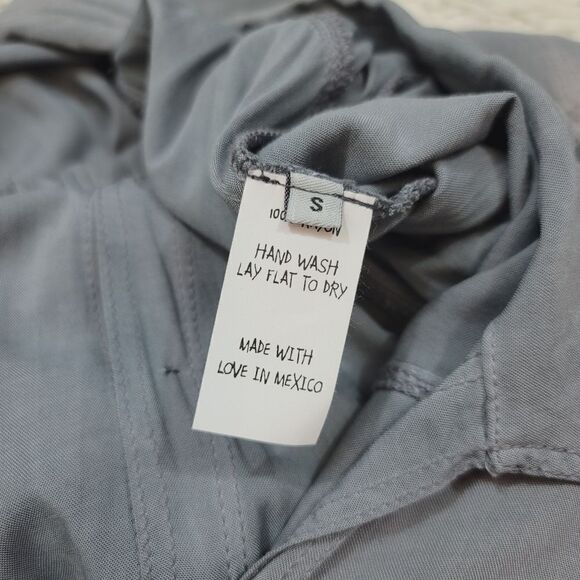 S
100
HAND WASH
LAY FLAT TO DRY
MADE WITH
LOVE IN MEXICO